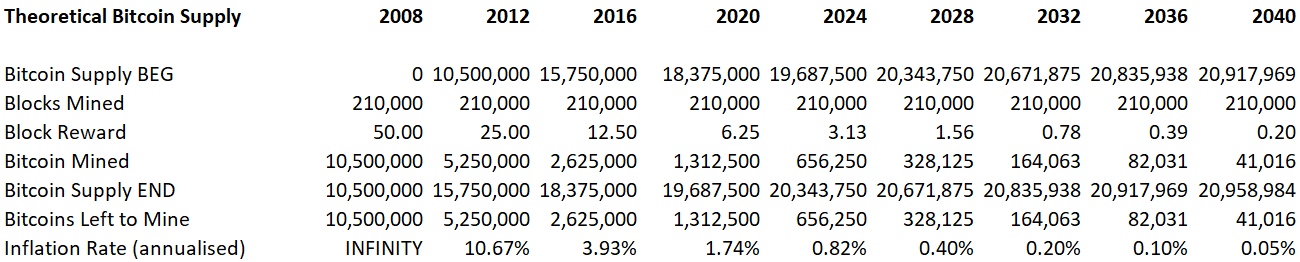 Theoretical Bitcoin Supply 2008 2012 2016 2020 2024 2028 2032 2036 2040
Bitcoin Supply BEG 0 10,500,000 15,750,000 18,375,000 19,687,500 20,343,750 20,671,875 20,835,938 20,917,969
Blocks Mined 210,000 210,000 210,000 210,000 210,000 210,000 210,000 210,000 210,000
Block Reward 50.00 25.00 12.50 6.25 3.13 1.56 0.78 0.39 0.20
Bitcoin Mined 10,500,000 5,250,000 2,625,000 1,312,500 656,250 328,125 164,063 82,031 41,016
Bitcoin Supply END 10,500,000 15,750,000 18,375,000 19,687,500 20,343,750 20,671,875 20,835,938 20,917,969 20,958,984
Bitcoins Left to Mine 10,500,000 5,250,000 2,625,000 1,312,500 656,250 328,125 164,063 82,031 41,016
Inflation Rate (annualised) INFINITY 10.67% 3.93% 1.74% 0.82% 0.40% 0.20% 0.10% 0.05%